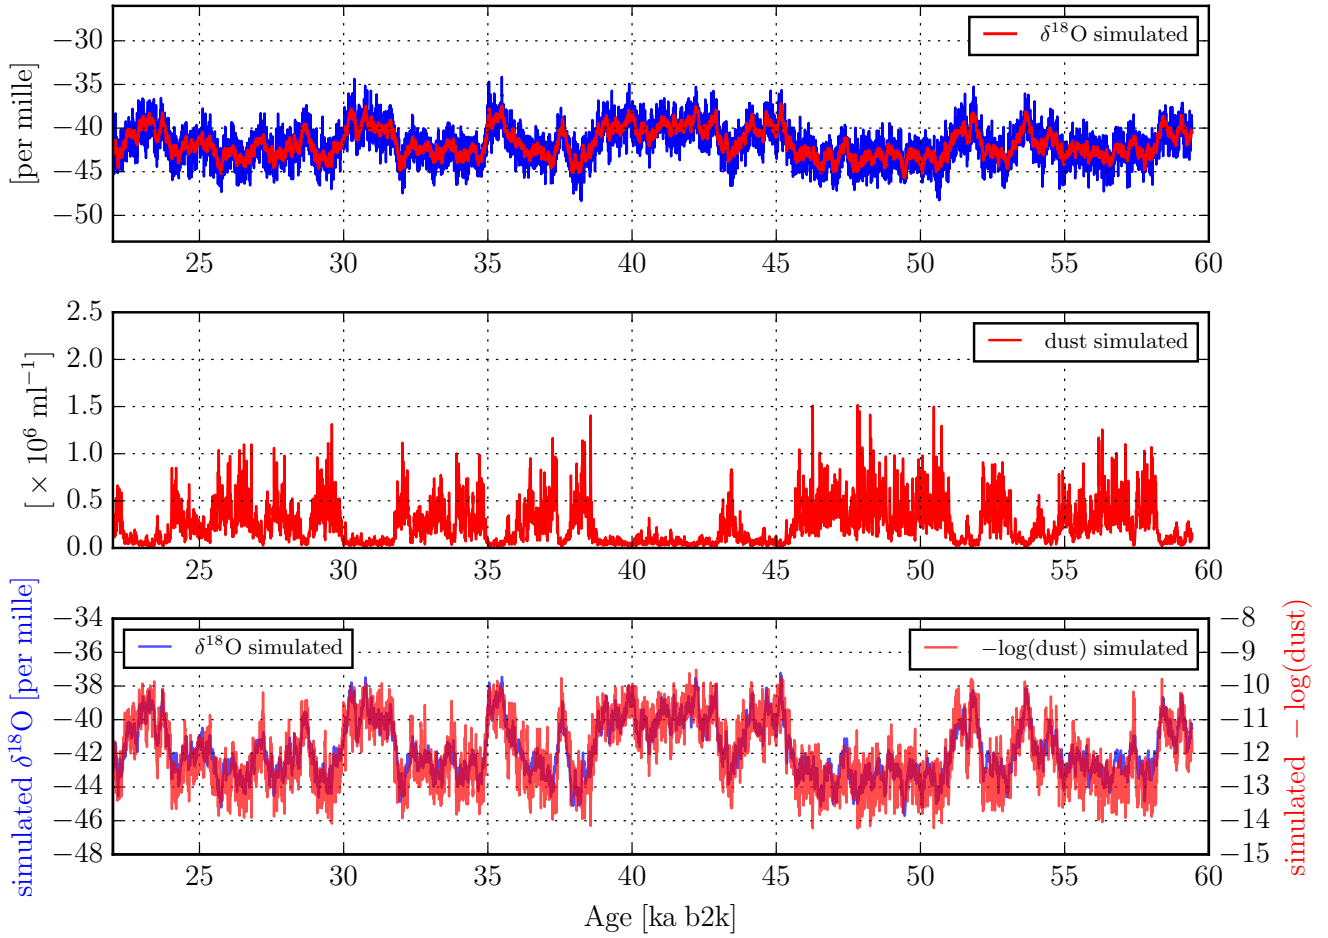 [per mille]
−30
−35
−40
−45
−50
δ¹⁸O simulated
25 30 35 40 45 50 55 60
[ × 10⁶ ml⁻¹]
2.5
2.0
1.5
1.0
0.5
0.0
dust simulated
25 30 35 40 45 50 55 60
simulated δ¹⁸O [per mille]
−34
−36
−38
−40
−42
−44
−46
−48
δ¹⁸O simulated
−log(dust) simulated
−8
−9
−10
−11
−12
−13
−14
−15
simulated − log(dust)
25 30 35 40 45 50 55 60
Age [ka b2k]